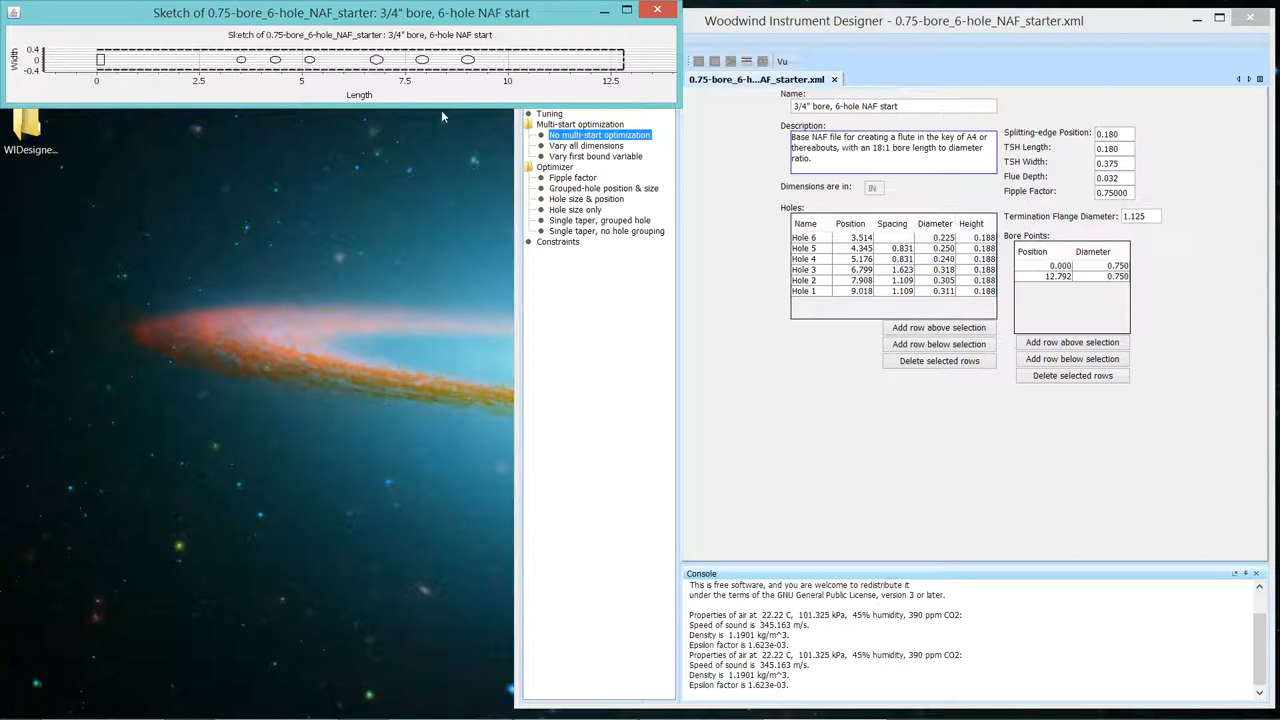 Sketch of 0.75-bore_6-hole_NAF_starter: 3/4" bore, 6-hole NAF start
Sketch of 0.75-bore_6-hole_NAF_starter: 3/4" bore, 6-hole NAF start
Width
0.4
0
-0.4
0 2.5 5 7.5 10 12.5
Length
WIDesigne...
Woodwind Instrument Designer - 0.75-bore_6-hole_NAF_starter.xml
Vu
0.75-bore_6-h...AF_starter.xml
Tuning
Multi-start optimization
No multi-start optimization
Vary all dimensions
Vary first bound variable
Optimizer
Fipple factor
Grouped-hole position & size
Hole size & position
Hole size only
Single taper, grouped hole
Single taper, no hole grouping
Constraints
Name:
3/4" bore, 6-hole NAF start
Description:
Base NAF file for creating a flute in the key of A4 or
thereabouts, with an 18:1 bore length to diameter
ratio.
Dimensions are in: IN
Holes:
Name Position Spacing Diameter Height
Hole 6 3.514 0.225 0.188
Hole 5 4.345 0.831 0.250 0.188
Hole 4 5.176 0.831 0.240 0.188
Hole 3 6.799 1.623 0.318 0.188
Hole 2 7.908 1.109 0.305 0.188
Hole 1 9.018 1.109 0.311 0.188
Add row above selection
Add row below selection
Delete selected rows
Splitting-edge Position: 0.180
TSH Length: 0.180
TSH Width: 0.375
Flue Depth: 0.032
Fipple Factor: 0.75000
Termination Flange Diameter: 1.125
Bore Points:
Position Diameter
0.000 0.750
12.792 0.750
Add row above selection
Add row below selection
Delete selected rows
Console
This is free software, and you are welcome to redistribute it
under the terms of the GNU General Public License, version 3 or later.
Properties of air at 22.22 C, 101.325 kPa, 45% humidity, 390 ppm CO2:
Speed of sound is 345.163 m/s.
Density is 1.1901 kg/m^3.
Epsilon factor is 1.623e-03.
Properties of air at 22.22 C, 101.325 kPa, 45% humidity, 390 ppm CO2:
Speed of sound is 345.163 m/s.
Density is 1.1901 kg/m^3.
Epsilon factor is 1.623e-03.